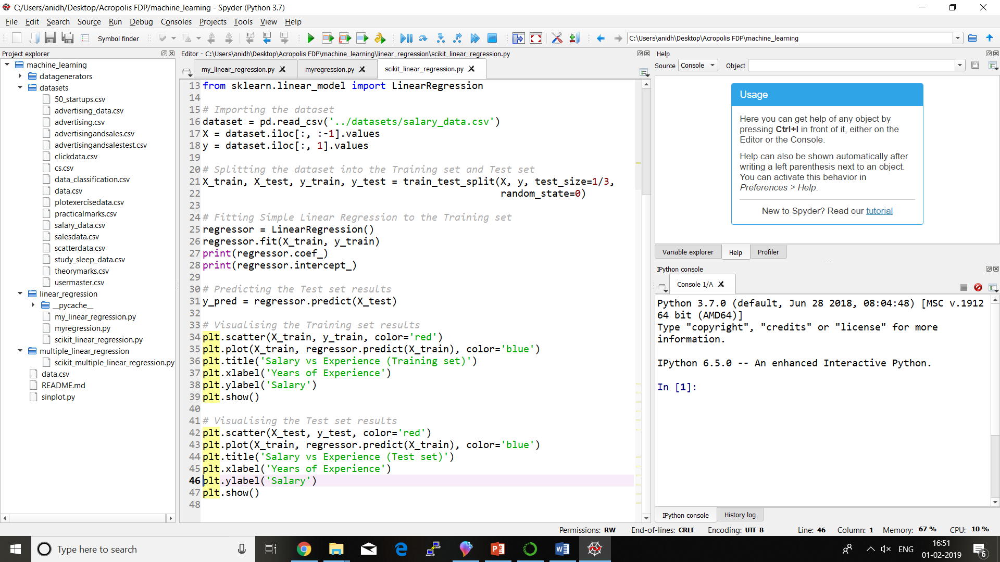 C:/Users/anidh/Desktop/Acropolis FDP/machine_learning - Spyder (Python 3.7)
File Edit Search Source Run Debug Consoles Projects Tools View Help
Symbol finder
C:\Users\anidh\Desktop\Acropolis FDP\machine_learning
Project explorer
machine_learning
datagenerators
datasets
50_startups.csv
advertising_data.csv
advertising.csv
advertisingandsales.csv
advertisingandsalestest.csv
clickdata.csv
cs.csv
data_classification.csv
data.csv
plotexercisedata.csv
practicalmarks.csv
salary_data.csv
salesdata.csv
scatterdata.csv
study_sleep_data.csv
theorymarks.csv
usermaster.csv
linear_regression
__pycache__
my_linear_regression.py
myregression.py
scikit_linear_regression.py
multiple_linear_regression
scikit_multiple_linear_regression.py
data.csv
README.md
sinplot.py
Editor - C:\Users\anidh\Desktop\Acropolis FDP\machine_learning\linear_regression\scikit_linear_regression.py
my_linear_regression.py myregression.py scikit_linear_regression.py
13 from sklearn.linear_model import LinearRegression
14
15 # Importing the dataset
16 dataset = pd.read_csv('../datasets/salary_data.csv')
17 X = dataset.iloc[:, :-1].values
18 y = dataset.iloc[:, 1].values
19
20 # Splitting the dataset into the Training set and Test set
21 X_train, X_test, y_train, y_test = train_test_split(X, y, test_size=1/3,
22 random_state=0)
23
24 # Fitting Simple Linear Regression to the Training set
25 regressor = LinearRegression()
26 regressor.fit(X_train, y_train)
27 print(regressor.coef_)
28 print(regressor.intercept_)
29
30 # Predicting the Test set results
31 y_pred = regressor.predict(X_test)
32
33 # Visualising the Training set results
34 plt.scatter(X_train, y_train, color='red')
35 plt.plot(X_train, regressor.predict(X_train), color='blue')
36 plt.title('Salary vs Experience (Training set)')
37 plt.xlabel('Years of Experience')
38 plt.ylabel('Salary')
39 plt.show()
40
41 # Visualising the Test set results
42 plt.scatter(X_test, y_test, color='red')
43 plt.plot(X_train, regressor.predict(X_train), color='blue')
44 plt.title('Salary vs Experience (Test set)')
45 plt.xlabel('Years of Experience')
46 plt.ylabel('Salary')
47 plt.show()
48
Help
Source Console Object
Usage
Here you can get help of any object by
pressing Ctrl+I in front of it, either on the
Editor or the Console.
Help can also be shown automatically after
writing a left parenthesis next to an object.
You can activate this behavior in
Preferences > Help.
New to Spyder? Read our tutorial
Variable explorer Help Profiler
IPython console
Console 1/A
Python 3.7.0 (default, Jun 28 2018, 08:04:48) [MSC v.1912
64 bit (AMD64)]
Type "copyright", "credits" or "license" for more
information.
IPython 6.5.0 -- An enhanced Interactive Python.
In [1]:
IPython console History log
Permissions: RW End-of-lines: CRLF Encoding: UTF-8 Line: 46 Column: 1 Memory: 67 % CPU: 10 %
Type here to search
ENG
16:51
01-02-2019
6